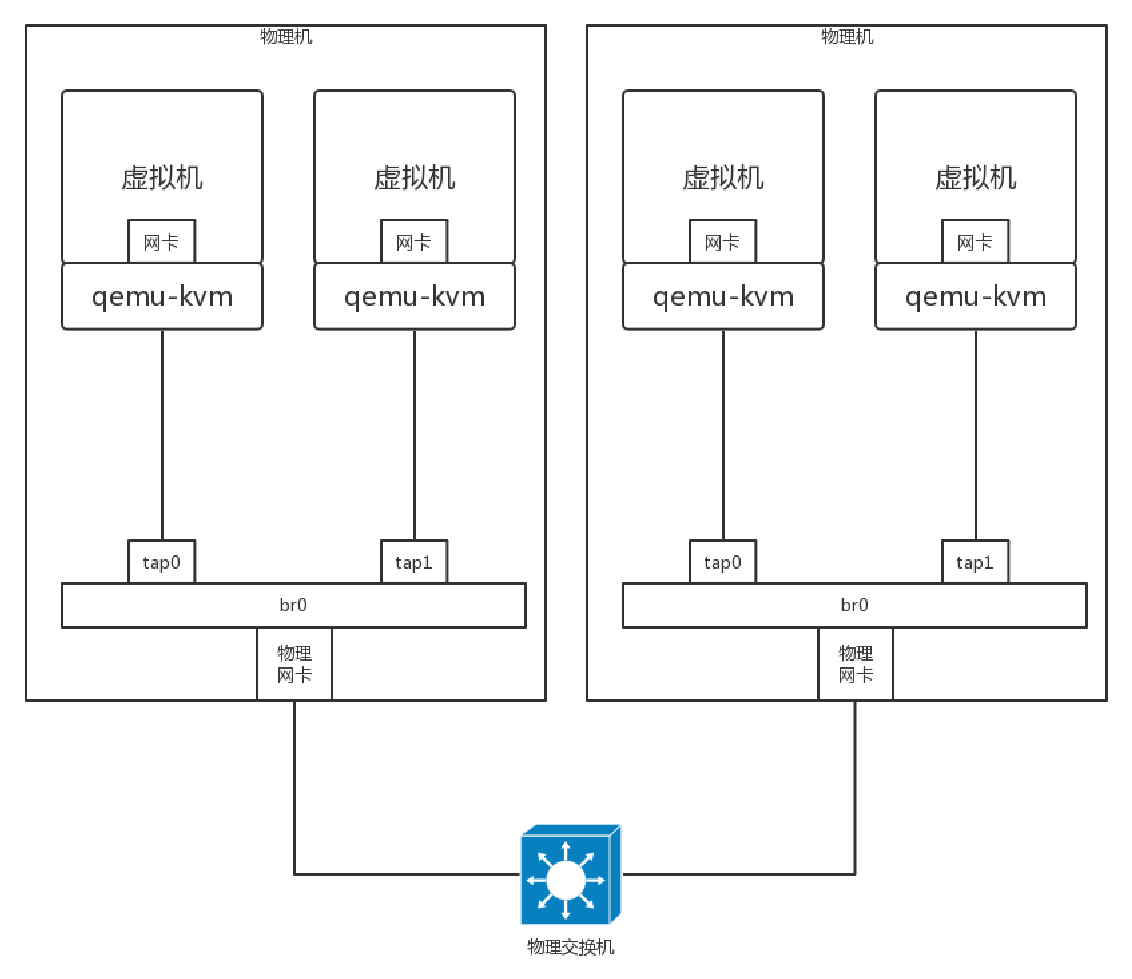 物理机
物理机
虚拟机
虚拟机
虚拟机
虚拟机
网卡
网卡
网卡
网卡
qemu-kvm
qemu-kvm
qemu-kvm
qemu-kvm
tap0
tap1
tap0
tap1
br0
br0
物理
网卡
物理
网卡
物理交换机